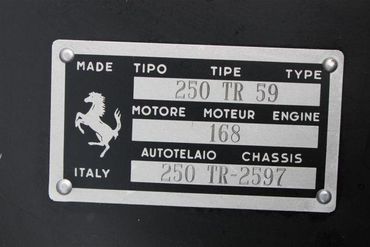 MADE TIPO TIPE TYPE
250 TR 59
MOTORE MOTEUR ENGINE
168
AUTOTELAIO CHASSIS
ITALY 250 TR-2597